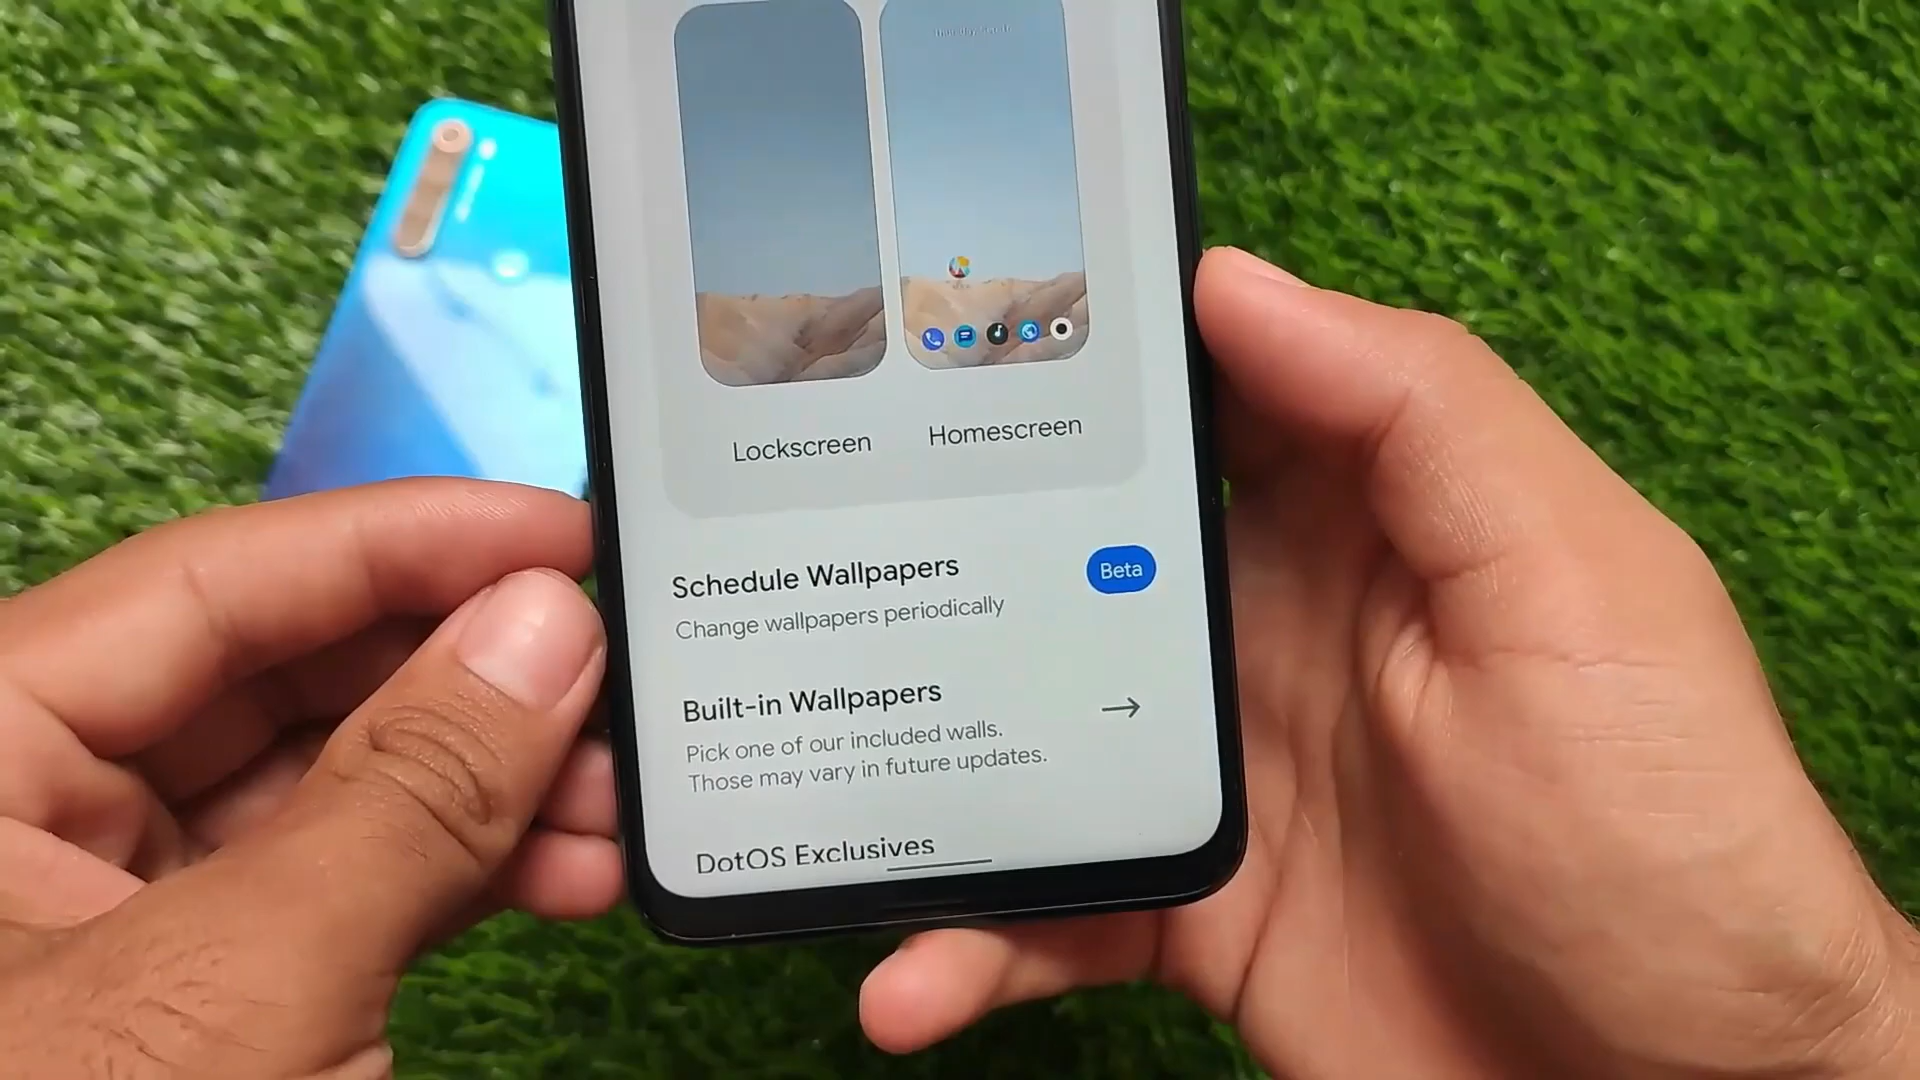 Lockscreen
Homescreen
Schedule Wallpapers
Beta
Change wallpapers periodically
Built-in Wallpapers
Pick one of our included walls.
Those may vary in future updates.
DotOS Exclusives